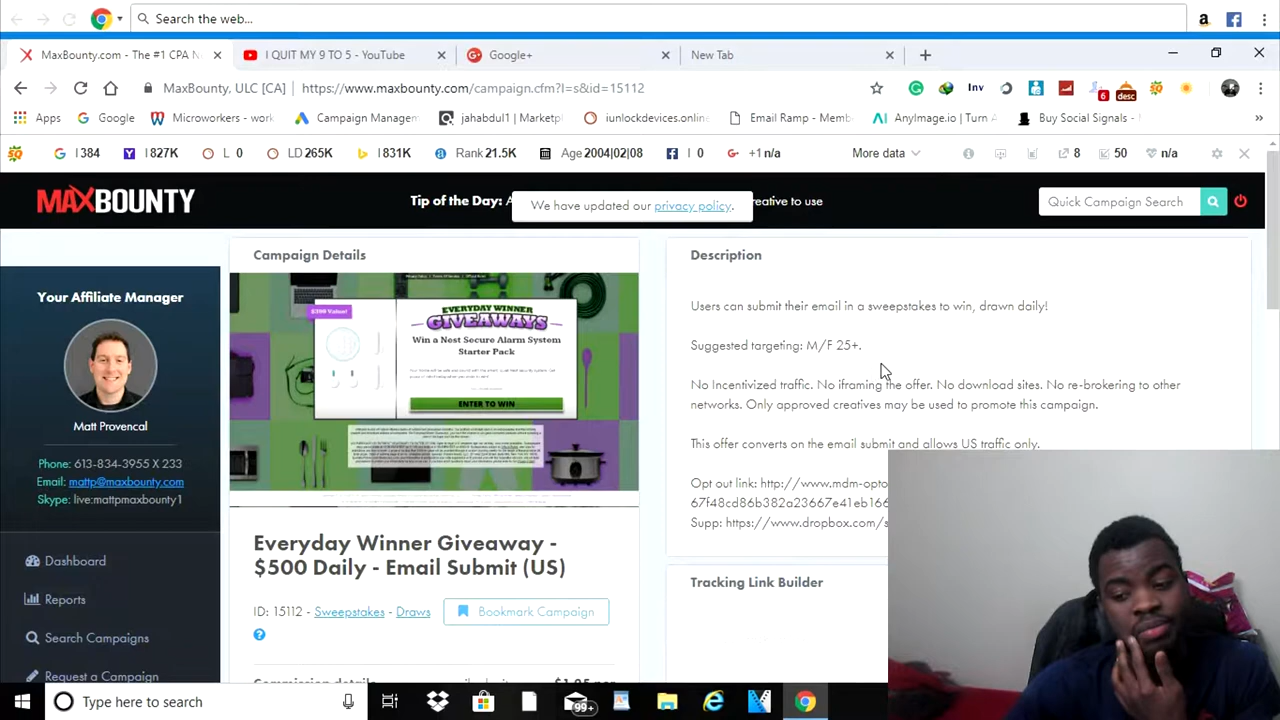 Search the web...
MaxBounty.com - The #1 CPA N
I QUIT MY 9 TO 5 - YouTube
Google+
New Tab
MaxBounty, ULC [CA]
https://www.maxbounty.com/campaign.cfm?l=s&id=15112
Inv
6
desc
Apps
Google
Microworkers - work
Campaign Managem
jahabdul1 | Marketpl
iunlockdevices.online
Email Ramp - Membe
AnyImage.io | Turn A
Buy Social Signals -
»
I 384
I 827K
L 0
LD 265K
I 831K
Rank 21.5K
Age 2004|02|08
I 0
+1 n/a
More data
8
50
n/a
MAXBOUNTY
Tip of the Day: A
We have updated our privacy policy.
creative to use
Quick Campaign Search
Your Affiliate Manager
Matt Provencal
Phone: 613-834-3955 X 233
Email: mattp@maxbounty.com
Skype: live:mattpmaxbounty1
Dashboard
Reports
Search Campaigns
Request a Campaign
Campaign Details
EVERYDAY WINNER
GIVEAWAYS
Win a Nest Secure Alarm System
Starter Pack
ENTER TO WIN
Everyday Winner Giveaway -
$500 Daily - Email Submit (US)
ID: 15112 - Sweepstakes - Draws
Bookmark Campaign
Description
Users can submit their email in a sweepstakes to win, drawn daily!
Suggested targeting: M/F 25+.
No Incentivized traffic. No iframing the offer. No download sites. No re-brokering to other
networks. Only approved creatives may be used to promote this campaign.
This offer converts on the email submit and allows US traffic only.
Opt out link: http://www.mdm-opto
67f48cd86b382a23667e41eb166
Supp: https://www.dropbox.com/s
Tracking Link Builder
Type here to search
99+